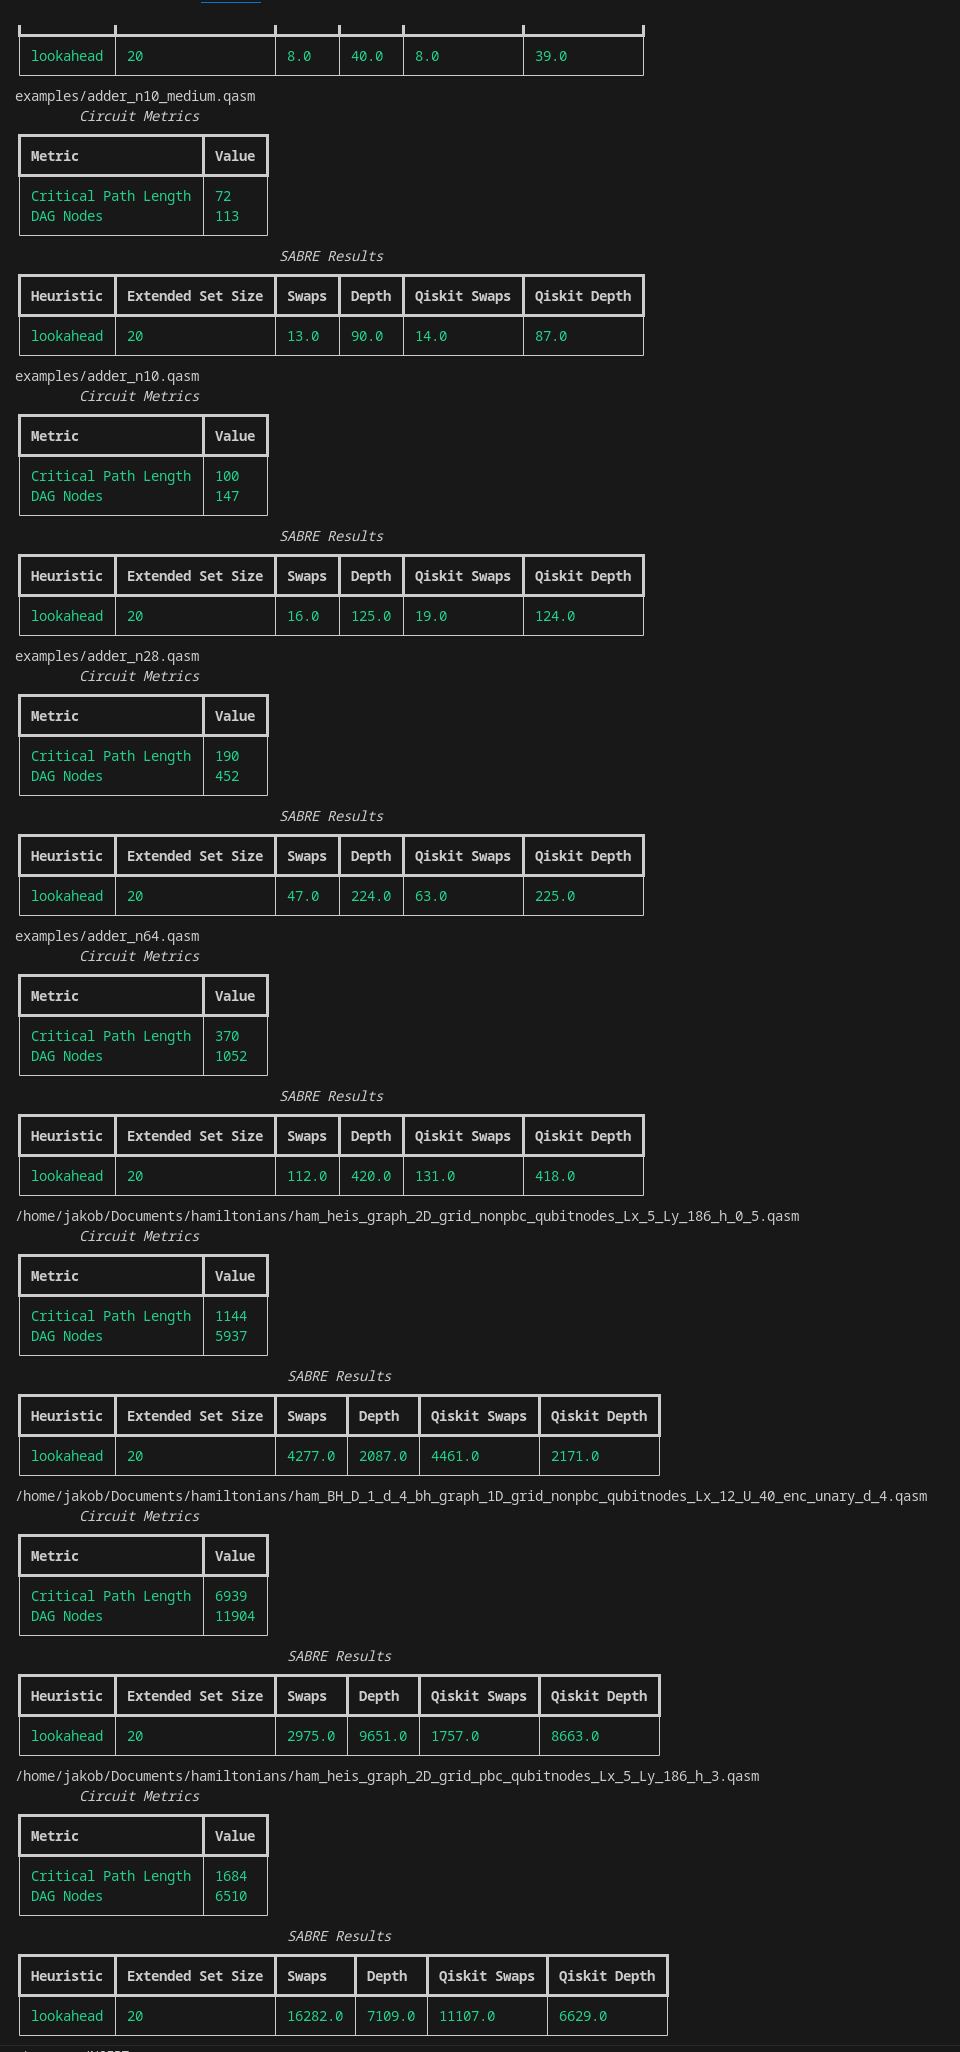 lookahead 20 8.0 40.0 8.0 39.0
examples/adder_n10_medium.qasm
Circuit Metrics
Metric Value
Critical Path Length 72
DAG Nodes 113
SABRE Results
Heuristic Extended Set Size Swaps Depth Qiskit Swaps Qiskit Depth
lookahead 20 13.0 90.0 14.0 87.0
examples/adder_n10.qasm
Circuit Metrics
Metric Value
Critical Path Length 100
DAG Nodes 147
SABRE Results
Heuristic Extended Set Size Swaps Depth Qiskit Swaps Qiskit Depth
lookahead 20 16.0 125.0 19.0 124.0
examples/adder_n28.qasm
Circuit Metrics
Metric Value
Critical Path Length 190
DAG Nodes 452
SABRE Results
Heuristic Extended Set Size Swaps Depth Qiskit Swaps Qiskit Depth
lookahead 20 47.0 224.0 63.0 225.0
examples/adder_n64.qasm
Circuit Metrics
Metric Value
Critical Path Length 370
DAG Nodes 1052
SABRE Results
Heuristic Extended Set Size Swaps Depth Qiskit Swaps Qiskit Depth
lookahead 20 112.0 420.0 131.0 418.0
/home/jakob/Documents/hamiltonians/ham_heis_graph_2D_grid_nonpbc_qubitnodes_Lx_5_Ly_186_h_0_5.qasm
Circuit Metrics
Metric Value
Critical Path Length 1144
DAG Nodes 5937
SABRE Results
Heuristic Extended Set Size Swaps Depth Qiskit Swaps Qiskit Depth
lookahead 20 4277.0 2087.0 4461.0 2171.0
/home/jakob/Documents/hamiltonians/ham_BH_D_1_d_4_bh_graph_1D_grid_nonpbc_qubitnodes_Lx_12_U_40_enc_unary_d_4.qasm
Circuit Metrics
Metric Value
Critical Path Length 6939
DAG Nodes 11904
SABRE Results
Heuristic Extended Set Size Swaps Depth Qiskit Swaps Qiskit Depth
lookahead 20 2975.0 9651.0 1757.0 8663.0
/home/jakob/Documents/hamiltonians/ham_heis_graph_2D_grid_pbc_qubitnodes_Lx_5_Ly_186_h_3.qasm
Circuit Metrics
Metric Value
Critical Path Length 1684
DAG Nodes 6510
SABRE Results
Heuristic Extended Set Size Swaps Depth Qiskit Swaps Qiskit Depth
lookahead 20 16282.0 7109.0 11107.0 6629.0